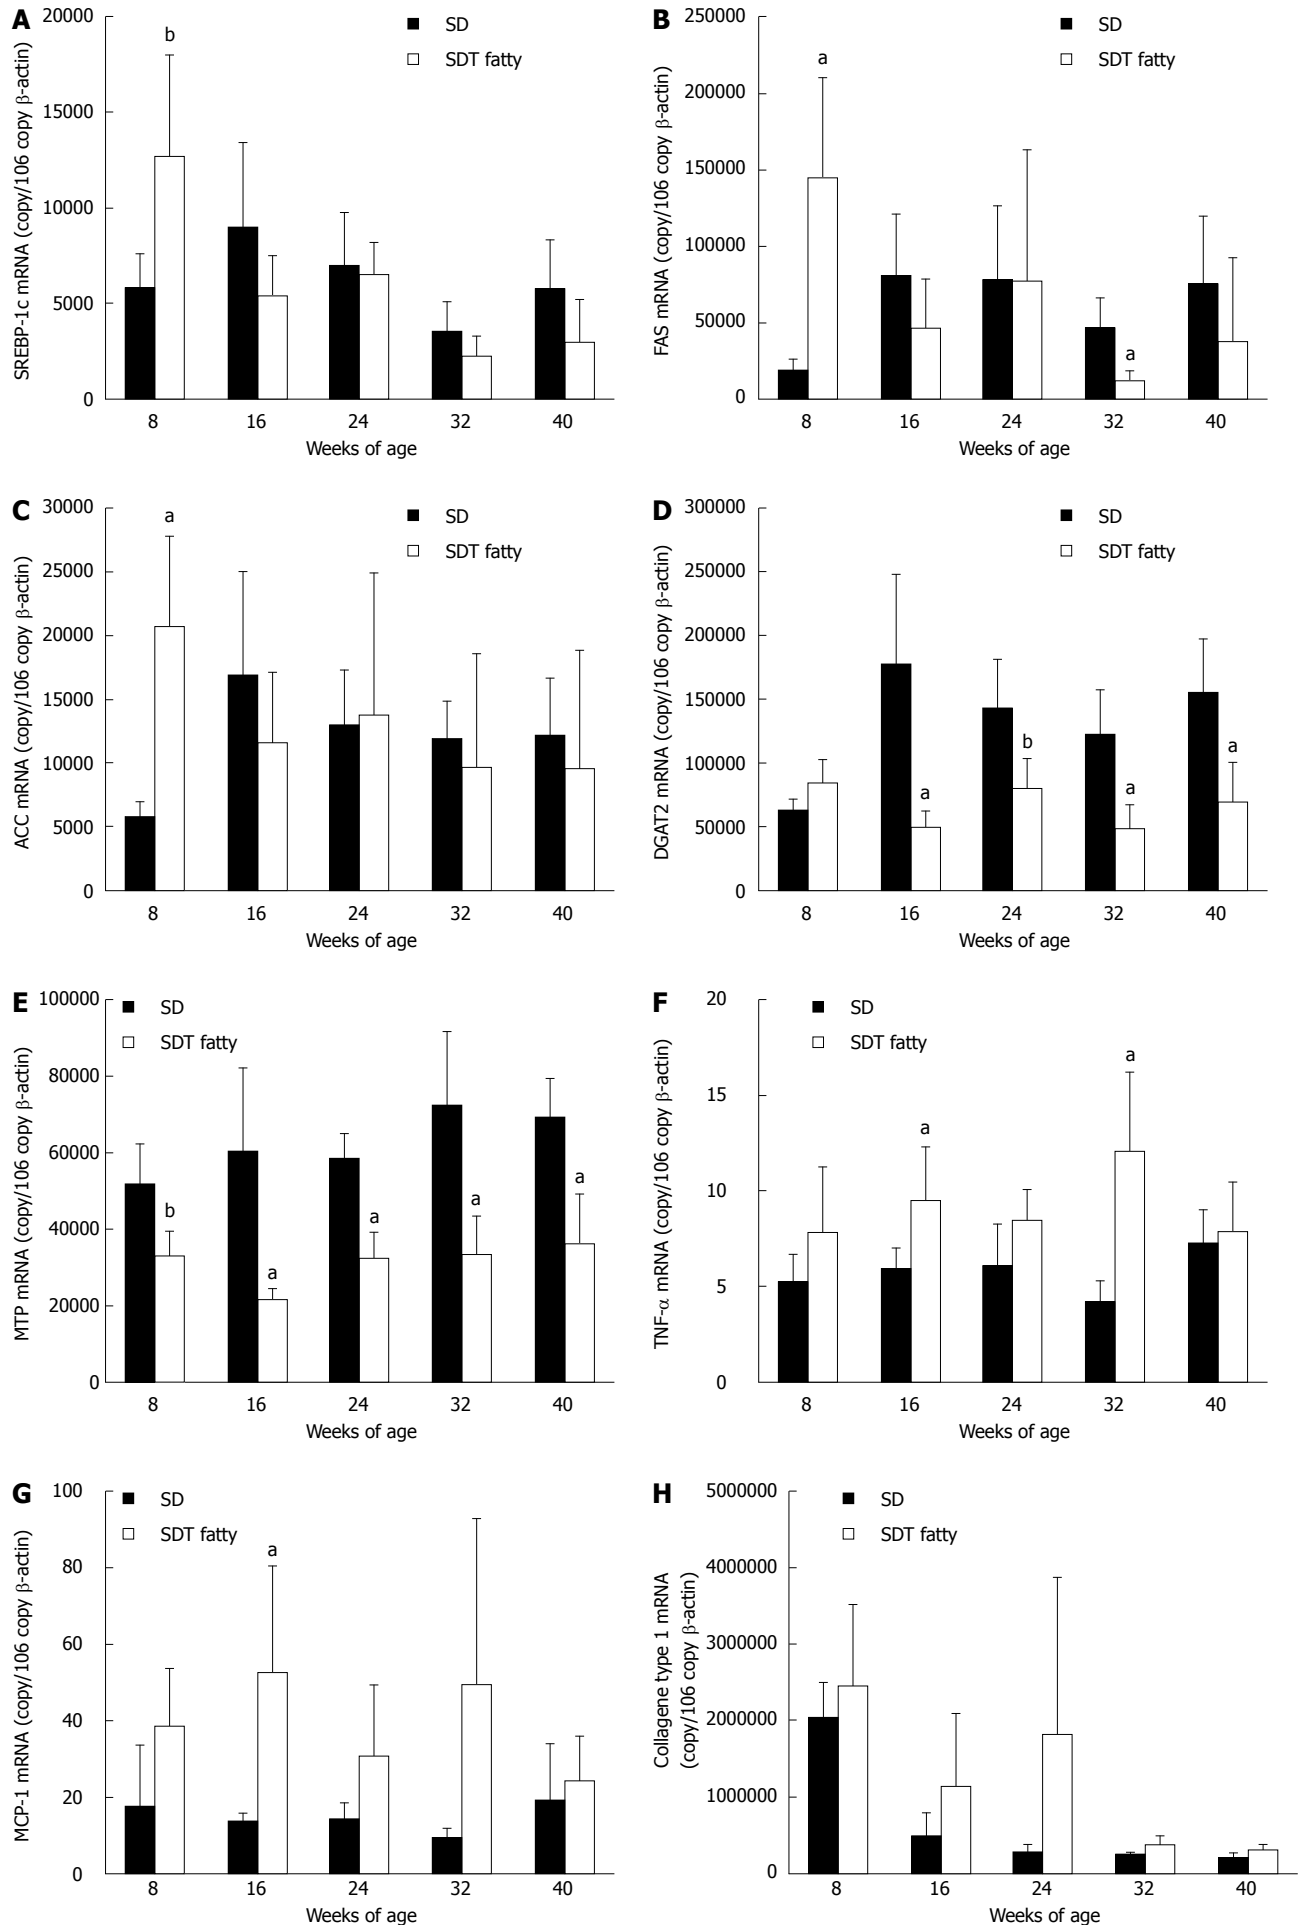 A
SREBP-1c mRNA (copy/106 copy β-actin)
20000
15000
10000
5000
0
SD
SDT fatty
b
8 16 24 32 40
Weeks of age
B
FAS mRNA (copy/106 copy β-actin)
250000
200000
150000
100000
50000
0
SD
SDT fatty
a
a
8 16 24 32 40
Weeks of age
C
ACC mRNA (copy/106 copy β-actin)
30000
25000
20000
15000
10000
5000
0
SD
SDT fatty
a
8 16 24 32 40
Weeks of age
D
DGAT2 mRNA (copy/106 copy β-actin)
300000
250000
200000
150000
100000
50000
0
SD
SDT fatty
a
b
a
a
8 16 24 32 40
Weeks of age
E
MTP mRNA (copy/106 copy β-actin)
100000
80000
60000
40000
20000
0
SD
SDT fatty
b
a
a
a
a
8 16 24 32 40
Weeks of age
F
TNF-α mRNA (copy/106 copy β-actin)
20
15
10
5
0
SD
SDT fatty
a
a
8 16 24 32 40
Weeks of age
G
MCP-1 mRNA (copy/106 copy β-actin)
100
80
60
40
20
0
SD
SDT fatty
a
8 16 24 32 40
Weeks of age
H
Collagene type 1 mRNA
(copy/106 copy β-actin)
5000000
4000000
3000000
2000000
1000000
0
SD
SDT fatty
8 16 24 32 40
Weeks of age